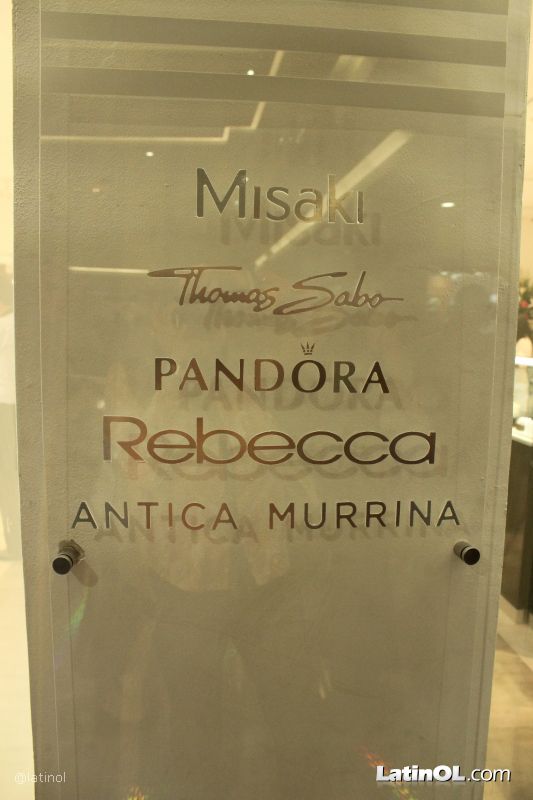 Misaki
Thomas Sabo
PANDORA
Rebecca
ANTICA MURRINA
@latinol
LatinOL.com